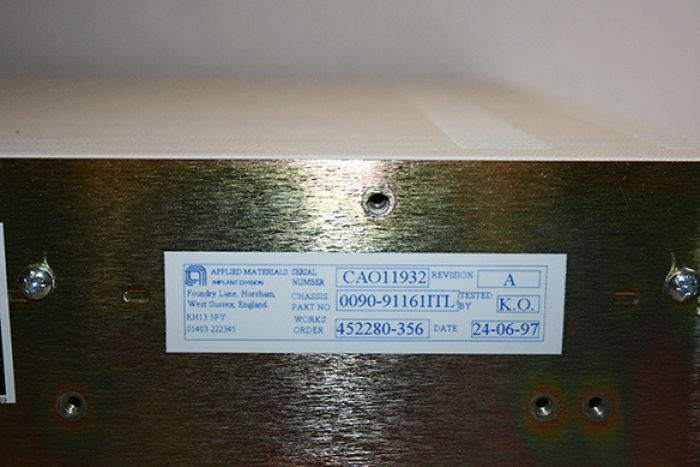 APPLIED MATERIALS
IMPLANT DIVISION
Foundry Lane, Horsham,
West Sussex, England
RH13 5PY
01403 222345
SERIAL NUMBER CAO11932 REVISION A
CHASSIS PART NO 0090-91161ITL TESTED BY K.O.
WORKS ORDER 452280-356 DATE 24-06-97